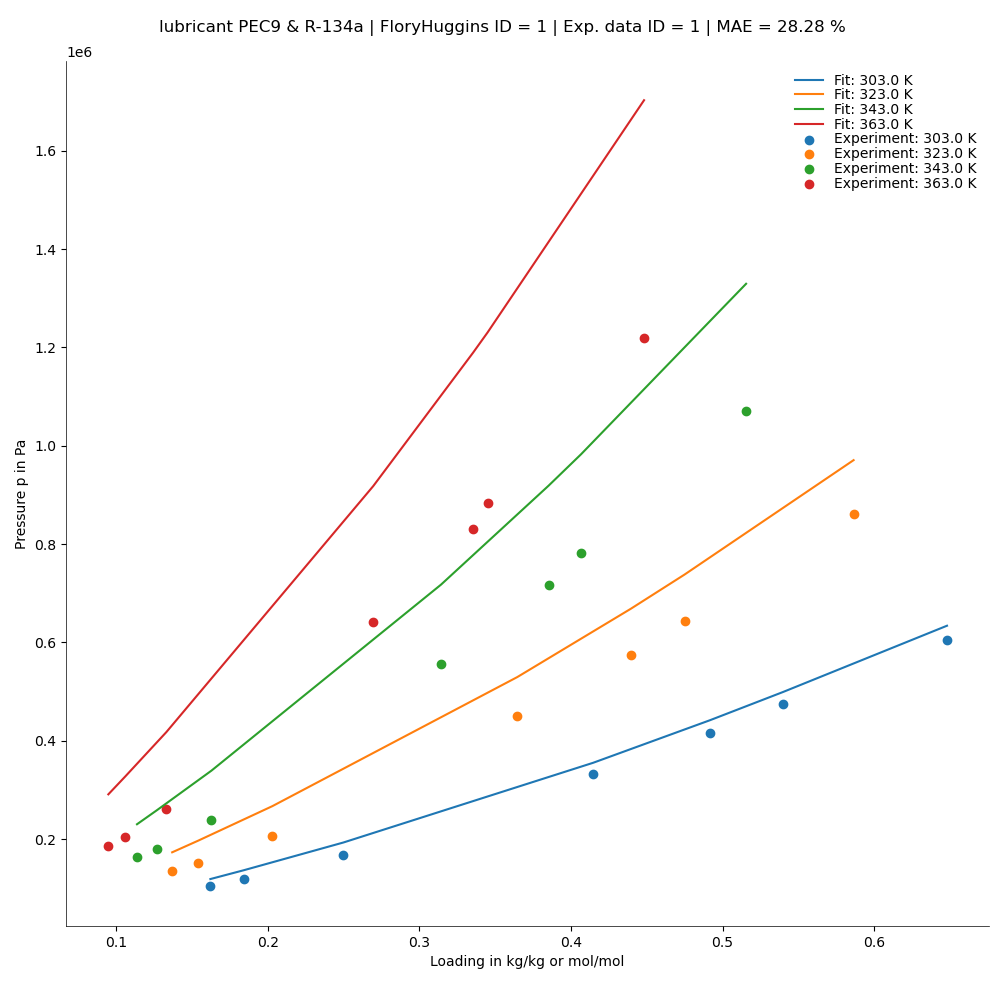 lubricant PEC9 & R-134a | FloryHuggins ID = 1 | Exp. data ID = 1 | MAE = 28.28 %
1e6
Fit: 303.0 K
Fit: 323.0 K
Fit: 343.0 K
Fit: 363.0 K
Experiment: 303.0 K
Experiment: 323.0 K
Experiment: 343.0 K
Experiment: 363.0 K
1.6
1.4
1.2
1.0
0.8
0.6
0.4
0.2
Pressure p in Pa
0.1 0.2 0.3 0.4 0.5 0.6
Loading in kg/kg or mol/mol